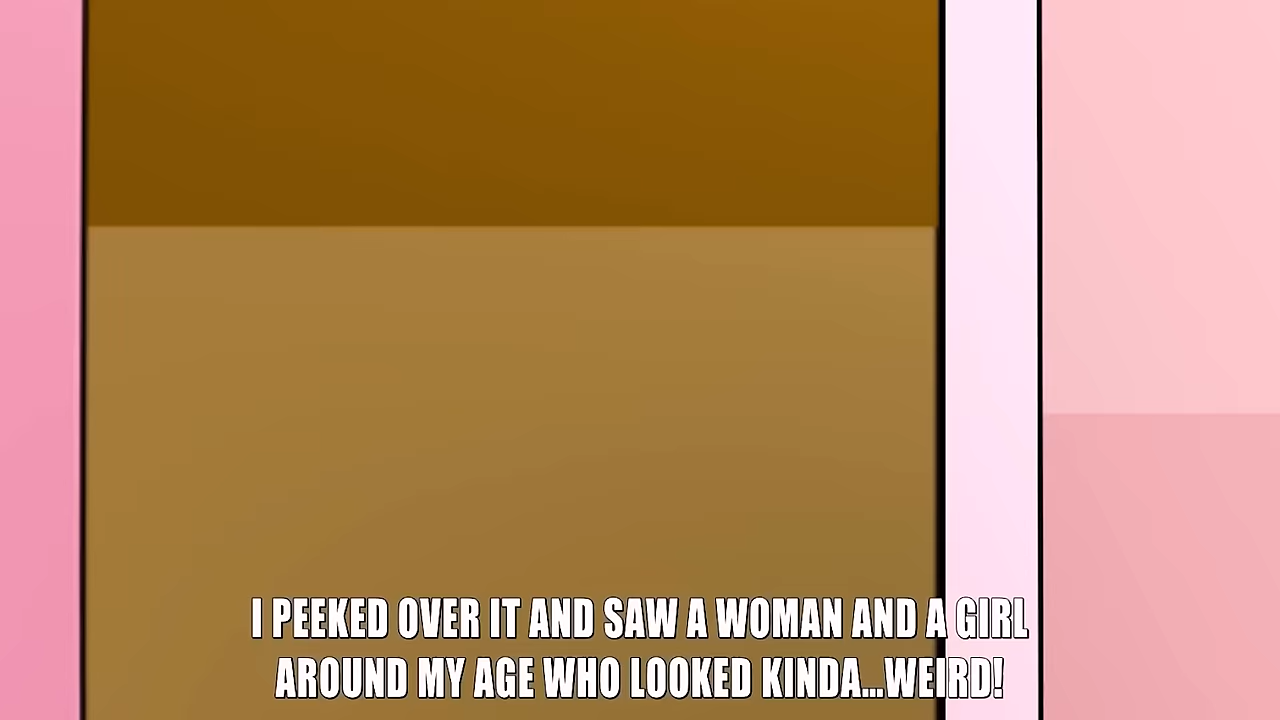 I PEEKED OVER IT AND SAW A WOMAN AND A GIRL
AROUND MY AGE WHO LOOKED KINDA...WEIRD!